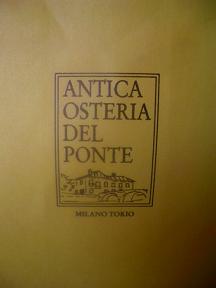 ANTICA
OSTERIA
DEL
PONTE
MILANO TOKIO